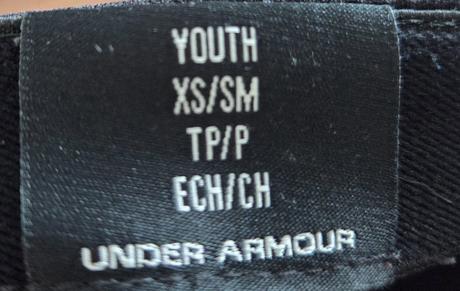 YOUTH
XS/SM
TP/P
ECH/CH
UNDER ARMOUR